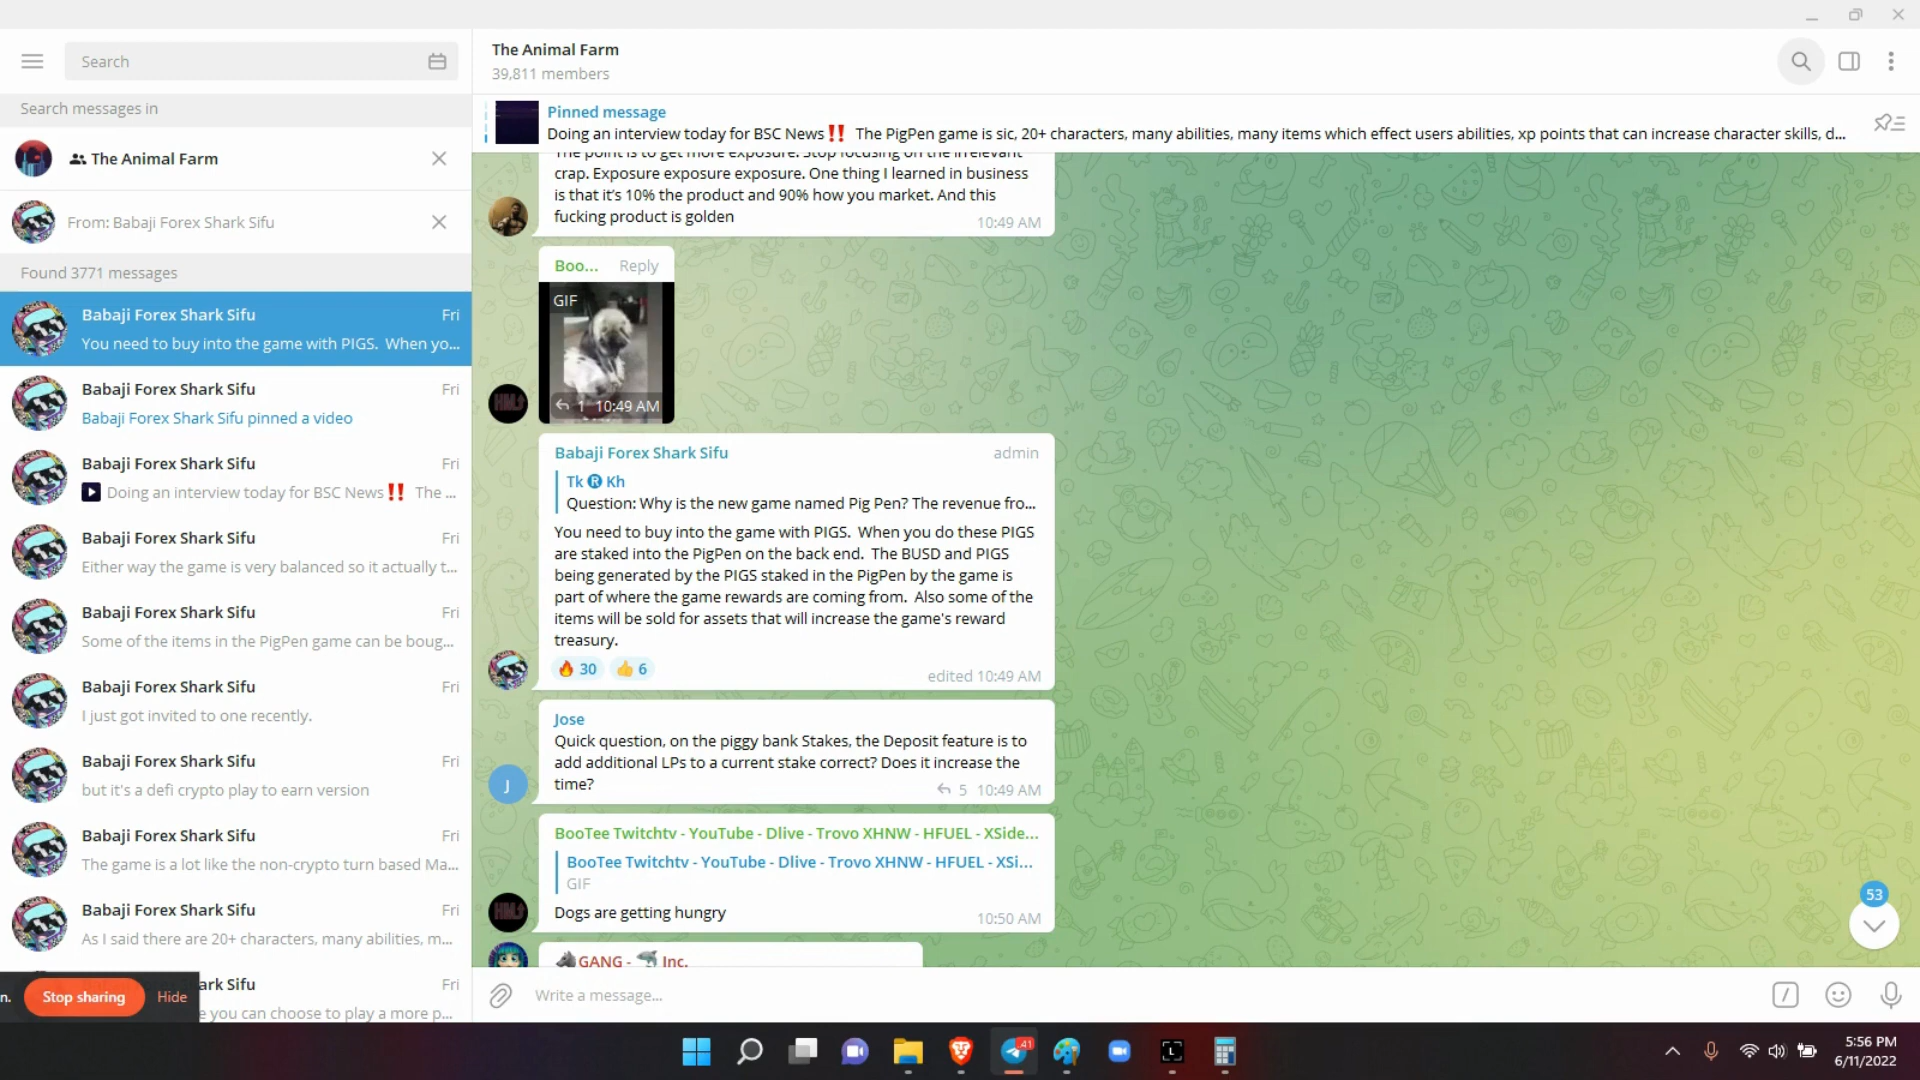 Search
Search messages in
The Animal Farm
From: Babaji Forex Shark Sifu
Found 3771 messages
Babaji Forex Shark Sifu Fri
You need to buy into the game with PIGS. When yo...
Babaji Forex Shark Sifu Fri
Babaji Forex Shark Sifu pinned a video
Babaji Forex Shark Sifu Fri
Doing an interview today for BSC News‼️ The ...
Babaji Forex Shark Sifu Fri
Either way the game is very balanced so it actually t...
Babaji Forex Shark Sifu Fri
Some of the items in the PigPen game can be boug...
Babaji Forex Shark Sifu Fri
I just got invited to one recently.
Babaji Forex Shark Sifu Fri
but it's a defi crypto play to earn version
Babaji Forex Shark Sifu Fri
The game is a lot like the non-crypto turn based Ma...
Babaji Forex Shark Sifu Fri
As I said there are 20+ characters, many abilities, m...
ark Sifu Fri
e you can choose to play a more p...
n. Stop sharing Hide
The Animal Farm
39,811 members
Pinned message
Doing an interview today for BSC News‼️ The PigPen game is sic, 20+ characters, many abilities, many items which effect users abilities, xp points that can increase character skills, d...
The point is to get more exposure. Stop focusing on the irrelevant
crap. Exposure exposure exposure. One thing I learned in business
is that it's 10% the product and 90% how you market. And this
fucking product is golden 10:49 AM
Boo... Reply
GIF
1 10:49 AM
Babaji Forex Shark Sifu admin
Tk 🅡 Kh
Question: Why is the new game named Pig Pen? The revenue fro...
You need to buy into the game with PIGS. When you do these PIGS
are staked into the PigPen on the back end. The BUSD and PIGS
being generated by the PIGS staked in the PigPen by the game is
part of where the game rewards are coming from. Also some of the
items will be sold for assets that will increase the game's reward
treasury.
🔥 30 👍 6 edited 10:49 AM
Jose
Quick question, on the piggy bank Stakes, the Deposit feature is to
add additional LPs to a current stake correct? Does it increase the
time? 5 10:49 AM
J
BooTee Twitchtv - YouTube - Dlive - Trovo XHNW - HFUEL - XSide...
BooTee Twitchtv - YouTube - Dlive - Trovo XHNW - HFUEL - XSi...
GIF
Dogs are getting hungry 10:50 AM
GANG - Inc.
53
Write a message...
41
5:56 PM
6/11/2022